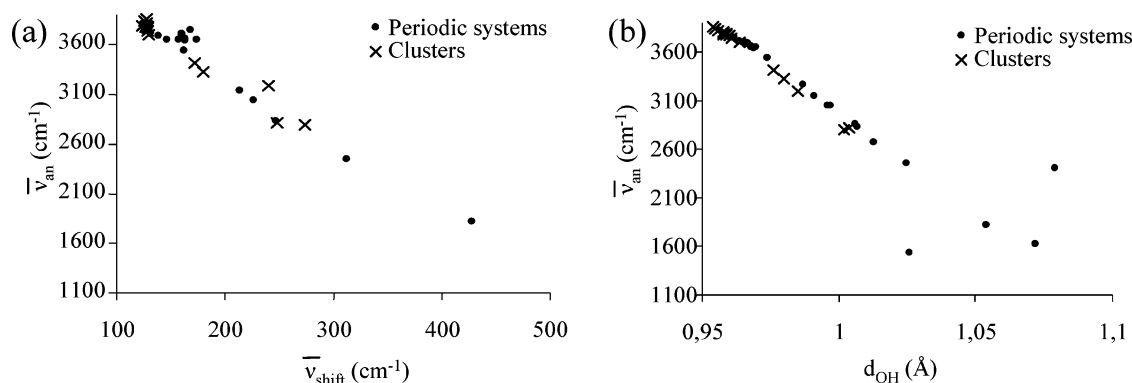 (a)
• Periodic systems
× Clusters
3600
3100
2600
2100
1600
1100
ν̅an (cm-1)
100 200 300 400 500
ν̅shift (cm-1)
(b)
• Periodic systems
× Clusters
3600
3100
2600
2100
1600
1100
ν̅an (cm-1)
0,95 1 1,05 1,1
dOH (Å)